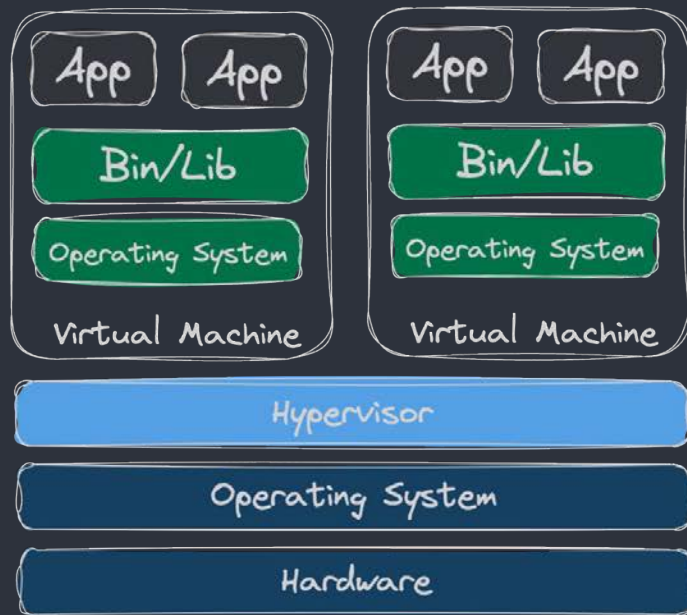 App App App App
Bin/Lib Bin/Lib
Operating System Operating System
Virtual Machine Virtual Machine
Hypervisor
Operating System
Hardware